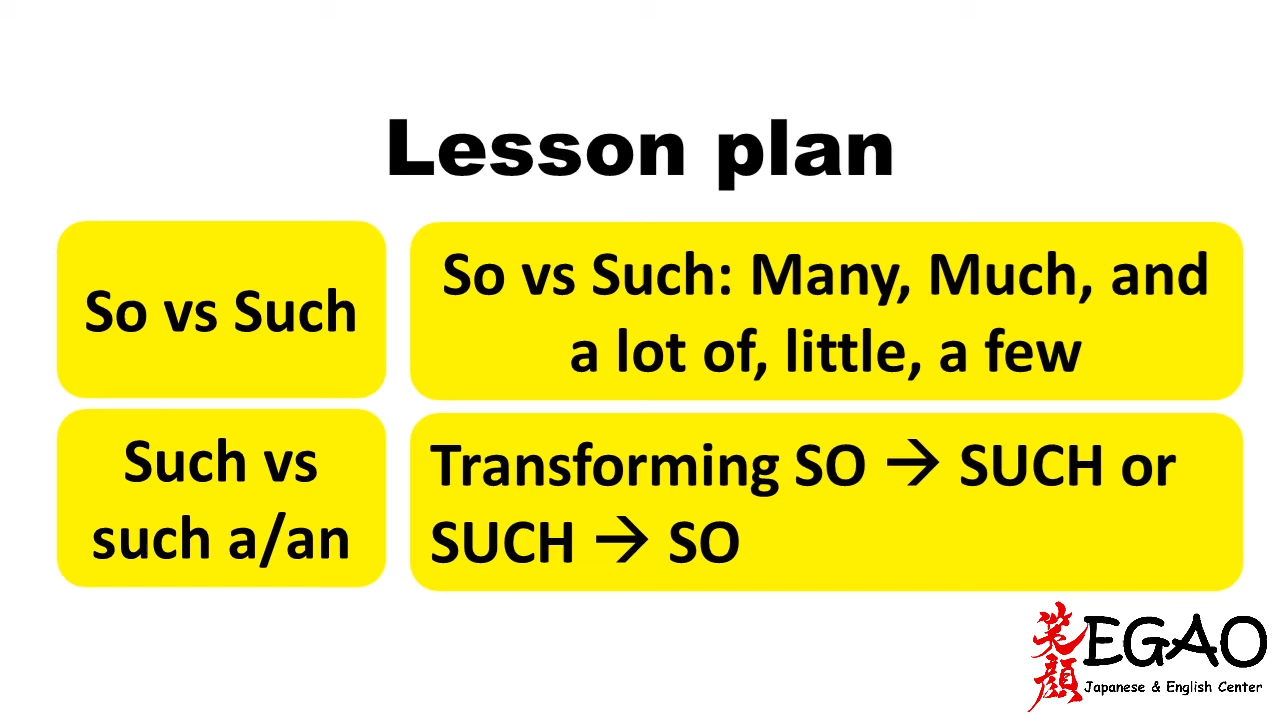 Lesson plan
So vs Such
So vs Such: Many, Much, and
a lot of, little, a few
Such vs
such a/an
Transforming SO → SUCH or
SUCH → SO
笑顔
EGAO
Japanese & English Center